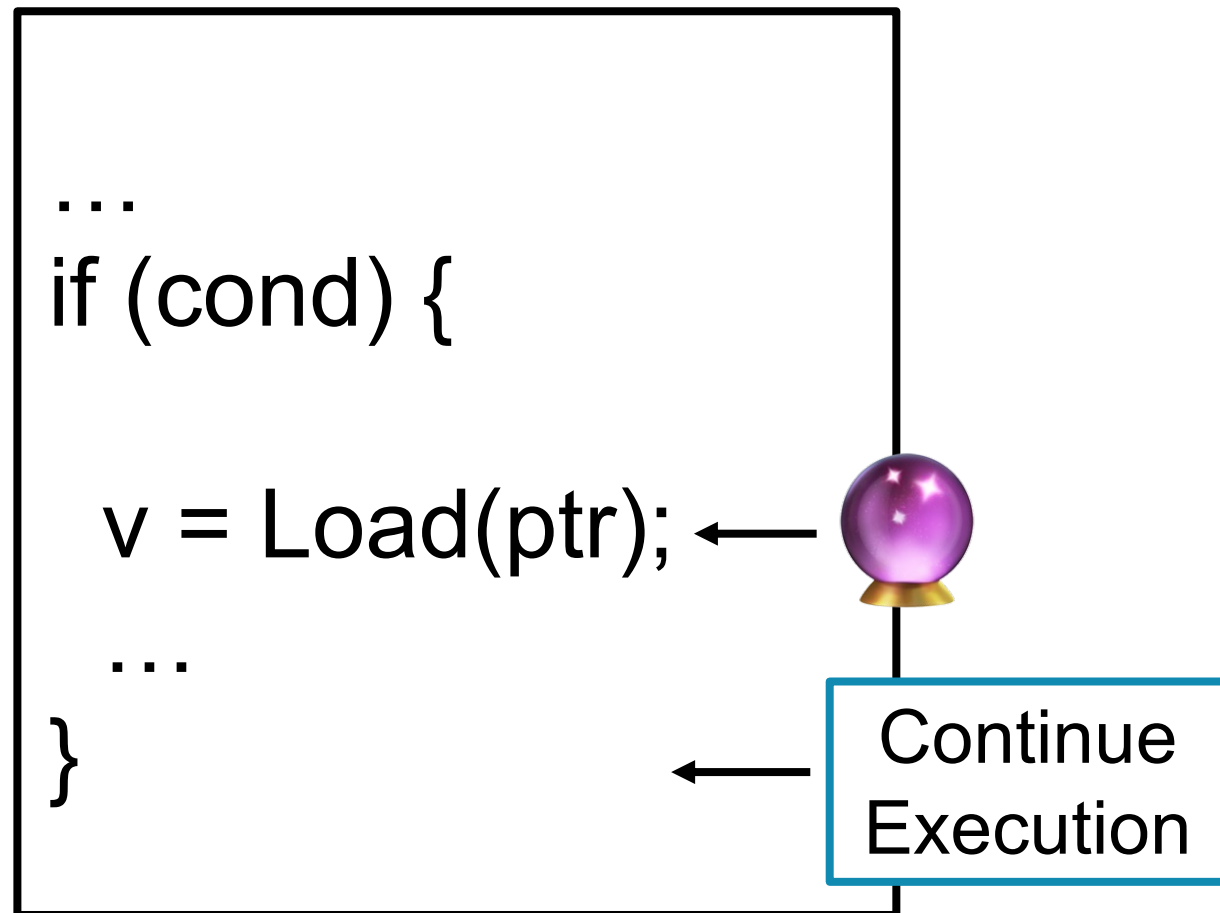 …
if (cond) {
v = Load(ptr);
…
}
Continue
Execution